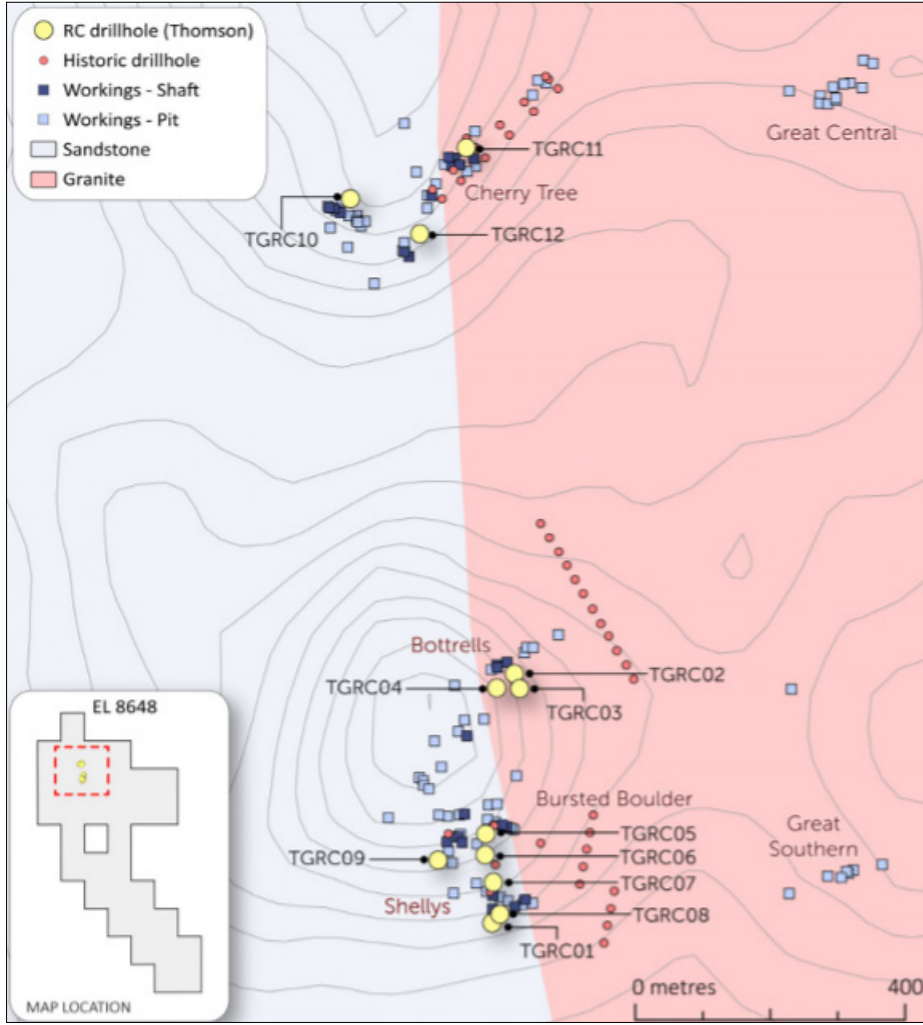 RC drillhole (Thomson)
Historic drillhole
Workings - Shaft
Workings - Pit
Sandstone
Granite
Great Central
TGRC11
Cherry Tree
TGRC10
TGRC12
Bottrells
TGRC02
TGRC04
TGRC03
EL 8648
Bursted Boulder
Great
Southern
TGRC05
TGRC09
TGRC06
TGRC07
Shellys
TGRC08
TGRC01
0 metres
400
MAP LOCATION